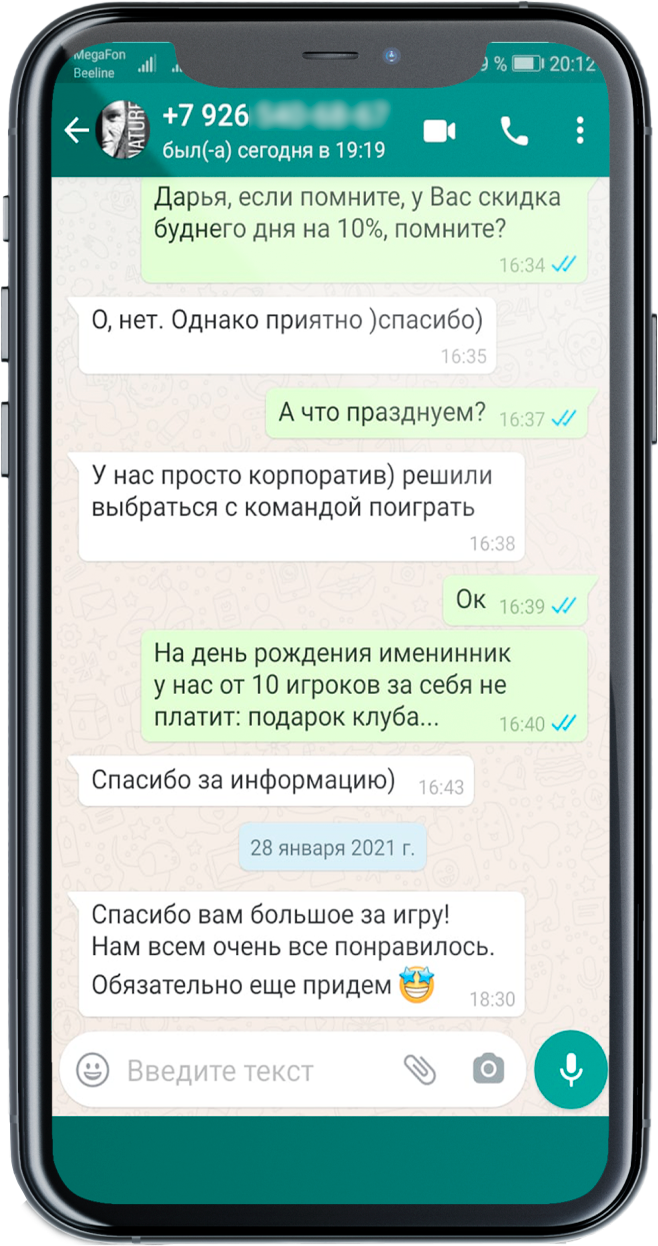 MegaFon
Beeline
9 % 20:12
NATURE
+7 926
был(-а) сегодня в 19:19
Дарья, если помните, у Вас скидка
буднего дня на 10%, помните?
16:34
О, нет. Однако приятно )спасибо)
16:35
А что празднуем? 16:37
У нас просто корпоратив) решили
выбраться с командой поиграть
16:38
Ок 16:39
На день рождения именинник
у нас от 10 игроков за себя не
платит: подарок клуба... 16:40
Спасибо за информацию) 16:43
28 января 2021 г.
Спасибо вам большое за игру!
Нам всем очень все понравилось.
Обязательно еще придем 🤩 18:30
Введите текст